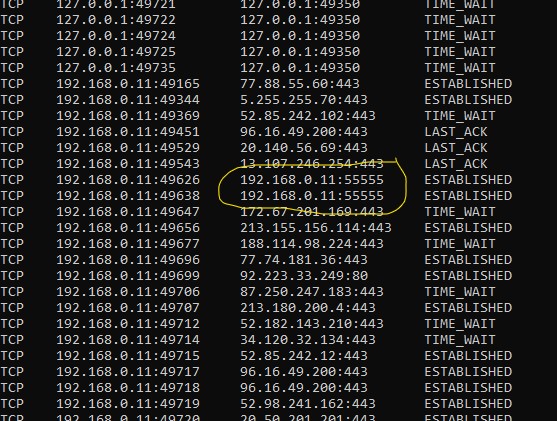 TCP 127.0.0.1:49721 127.0.0.1:49350 TIME_WAIT
TCP 127.0.0.1:49722 127.0.0.1:49350 TIME_WAIT
TCP 127.0.0.1:49724 127.0.0.1:49350 TIME_WAIT
TCP 127.0.0.1:49725 127.0.0.1:49350 TIME_WAIT
TCP 127.0.0.1:49735 127.0.0.1:49350 TIME_WAIT
TCP 192.168.0.11:49165 77.88.55.60:443 ESTABLISHED
TCP 192.168.0.11:49344 5.255.255.70:443 ESTABLISHED
TCP 192.168.0.11:49369 52.85.242.102:443 TIME_WAIT
TCP 192.168.0.11:49451 96.16.49.200:443 LAST_ACK
TCP 192.168.0.11:49529 20.140.56.69:443 LAST_ACK
TCP 192.168.0.11:49543 13.107.246.254:443 LAST_ACK
TCP 192.168.0.11:49626 192.168.0.11:55555 ESTABLISHED
TCP 192.168.0.11:49638 192.168.0.11:55555 ESTABLISHED
TCP 192.168.0.11:49647 172.67.201.169:443 TIME_WAIT
TCP 192.168.0.11:49656 213.155.156.114:443 ESTABLISHED
TCP 192.168.0.11:49677 188.114.98.224:443 TIME_WAIT
TCP 192.168.0.11:49696 77.74.181.36:443 ESTABLISHED
TCP 192.168.0.11:49699 92.223.33.249:80 ESTABLISHED
TCP 192.168.0.11:49706 87.250.247.183:443 TIME_WAIT
TCP 192.168.0.11:49707 213.180.200.4:443 ESTABLISHED
TCP 192.168.0.11:49712 52.182.143.210:443 TIME_WAIT
TCP 192.168.0.11:49714 34.120.32.134:443 TIME_WAIT
TCP 192.168.0.11:49715 52.85.242.12:443 ESTABLISHED
TCP 192.168.0.11:49717 96.16.49.200:443 ESTABLISHED
TCP 192.168.0.11:49718 96.16.49.200:443 ESTABLISHED
TCP 192.168.0.11:49719 52.98.241.162:443 ESTABLISHED
TCP 192.168.0.11:49720 20.50.201.201:443 ESTABLISHED